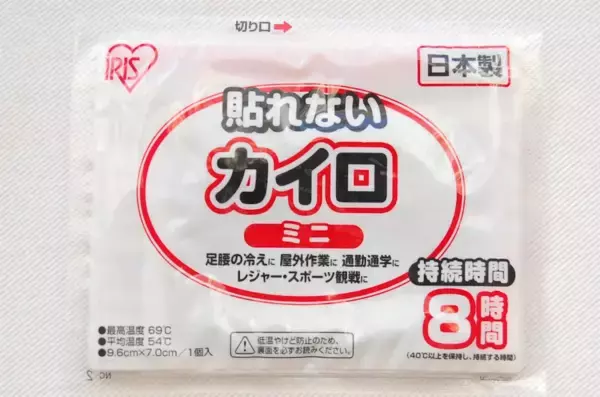 切り口→
IRIS
日本製
貼れない
カイロ
ミニ
足腰の冷えに 屋外作業に 通勤通学に
レジャー・スポーツ観戦に
持続時間
8時間
(40℃以上を保持し、持続する時間)
●最高温度 69℃
●平均温度 54℃
●9.6cm×7.0cm/1個入
低温やけど防止のため、
裏面を必ずお読みください。